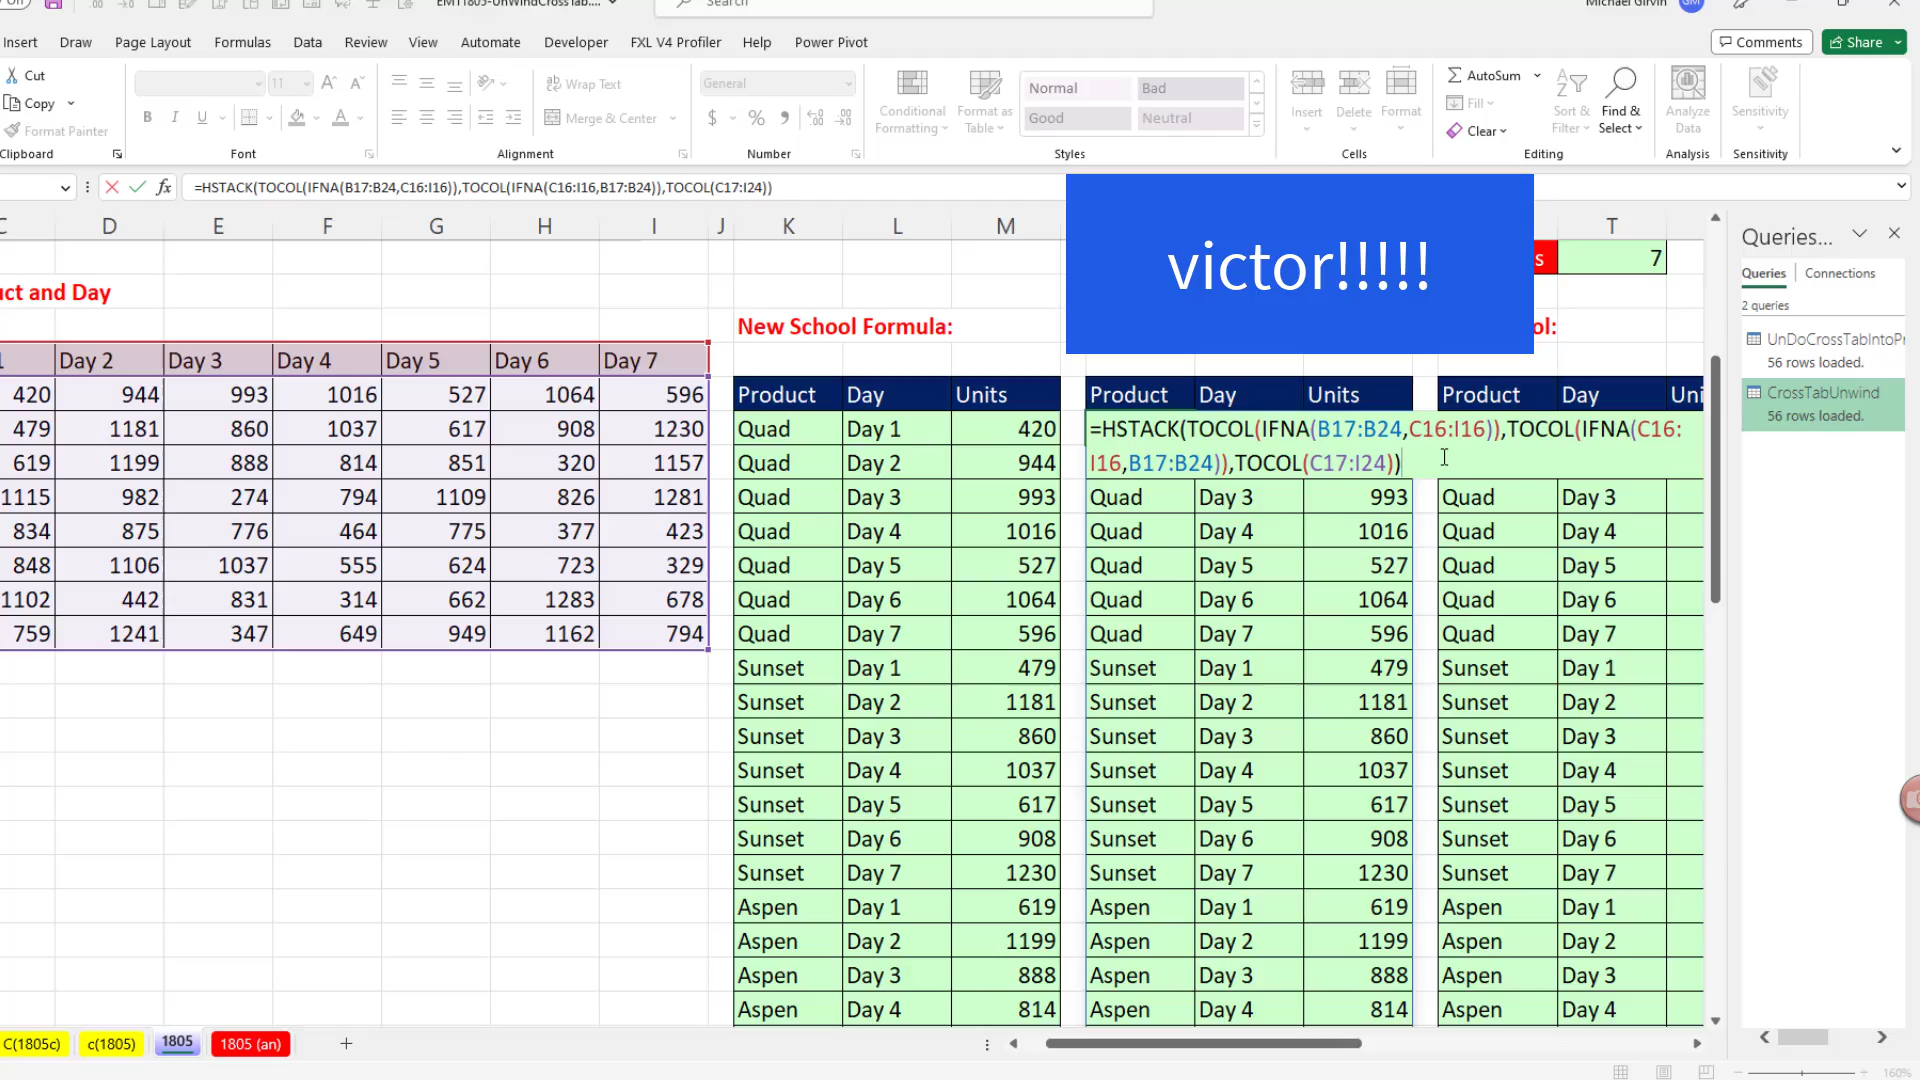 EMT1805-UnWindCrossTab....
Search
Michael Girvin
GM
Insert Draw Page Layout Formulas Data Review View Automate Developer FXL V4 Profiler Help Power Pivot
Comments Share
Cut
Copy
Format Painter
Clipboard
11
B I U
Font
Wrap Text
Merge & Center
Alignment
General
$ %
Number
Conditional Formatting
Format as Table
Normal Bad
Good Neutral
Styles
Insert Delete Format
Cells
AutoSum
Fill
Clear
Sort & Filter
Find & Select
Editing
Analyze Data
Analysis
Sensitivity
Sensitivity
=HSTACK(TOCOL(IFNA(B17:B24,C16:I16)),TOCOL(IFNA(C16:I16,B17:B24)),TOCOL(C17:I24))
D E F G H I J K L M T
victor!!!!!
s 7
uct and Day
New School Formula:
ol:
Day 2 Day 3 Day 4 Day 5 Day 6 Day 7
420 944 993 1016 527 1064 596
479 1181 860 1037 617 908 1230
619 1199 888 814 851 320 1157
1115 982 274 794 1109 826 1281
834 875 776 464 775 377 423
848 1106 1037 555 624 723 329
1102 442 831 314 662 1283 678
759 1241 347 649 949 1162 794
Product Day Units Product Day Units Product Day Uni
Quad Day 1 420
=HSTACK(TOCOL(IFNA(B17:B24,C16:I16)),TOCOL(IFNA(C16:
Quad Day 2 944
I16,B17:B24)),TOCOL(C17:I24))
Quad Day 3 993 Quad Day 3 993 Quad Day 3
Quad Day 4 1016 Quad Day 4 1016 Quad Day 4
Quad Day 5 527 Quad Day 5 527 Quad Day 5
Quad Day 6 1064 Quad Day 6 1064 Quad Day 6
Quad Day 7 596 Quad Day 7 596 Quad Day 7
Sunset Day 1 479 Sunset Day 1 479 Sunset Day 1
Sunset Day 2 1181 Sunset Day 2 1181 Sunset Day 2
Sunset Day 3 860 Sunset Day 3 860 Sunset Day 3
Sunset Day 4 1037 Sunset Day 4 1037 Sunset Day 4
Sunset Day 5 617 Sunset Day 5 617 Sunset Day 5
Sunset Day 6 908 Sunset Day 6 908 Sunset Day 6
Sunset Day 7 1230 Sunset Day 7 1230 Sunset Day 7
Aspen Day 1 619 Aspen Day 1 619 Aspen Day 1
Aspen Day 2 1199 Aspen Day 2 1199 Aspen Day 2
Aspen Day 3 888 Aspen Day 3 888 Aspen Day 3
Aspen Day 4 814 Aspen Day 4 814 Aspen Day 4
Queries...
Queries Connections
2 queries
UnDoCrossTabIntoPr
56 rows loaded.
CrossTabUnwind
56 rows loaded.
C(1805c) c(1805) 1805 1805 (an)
160%